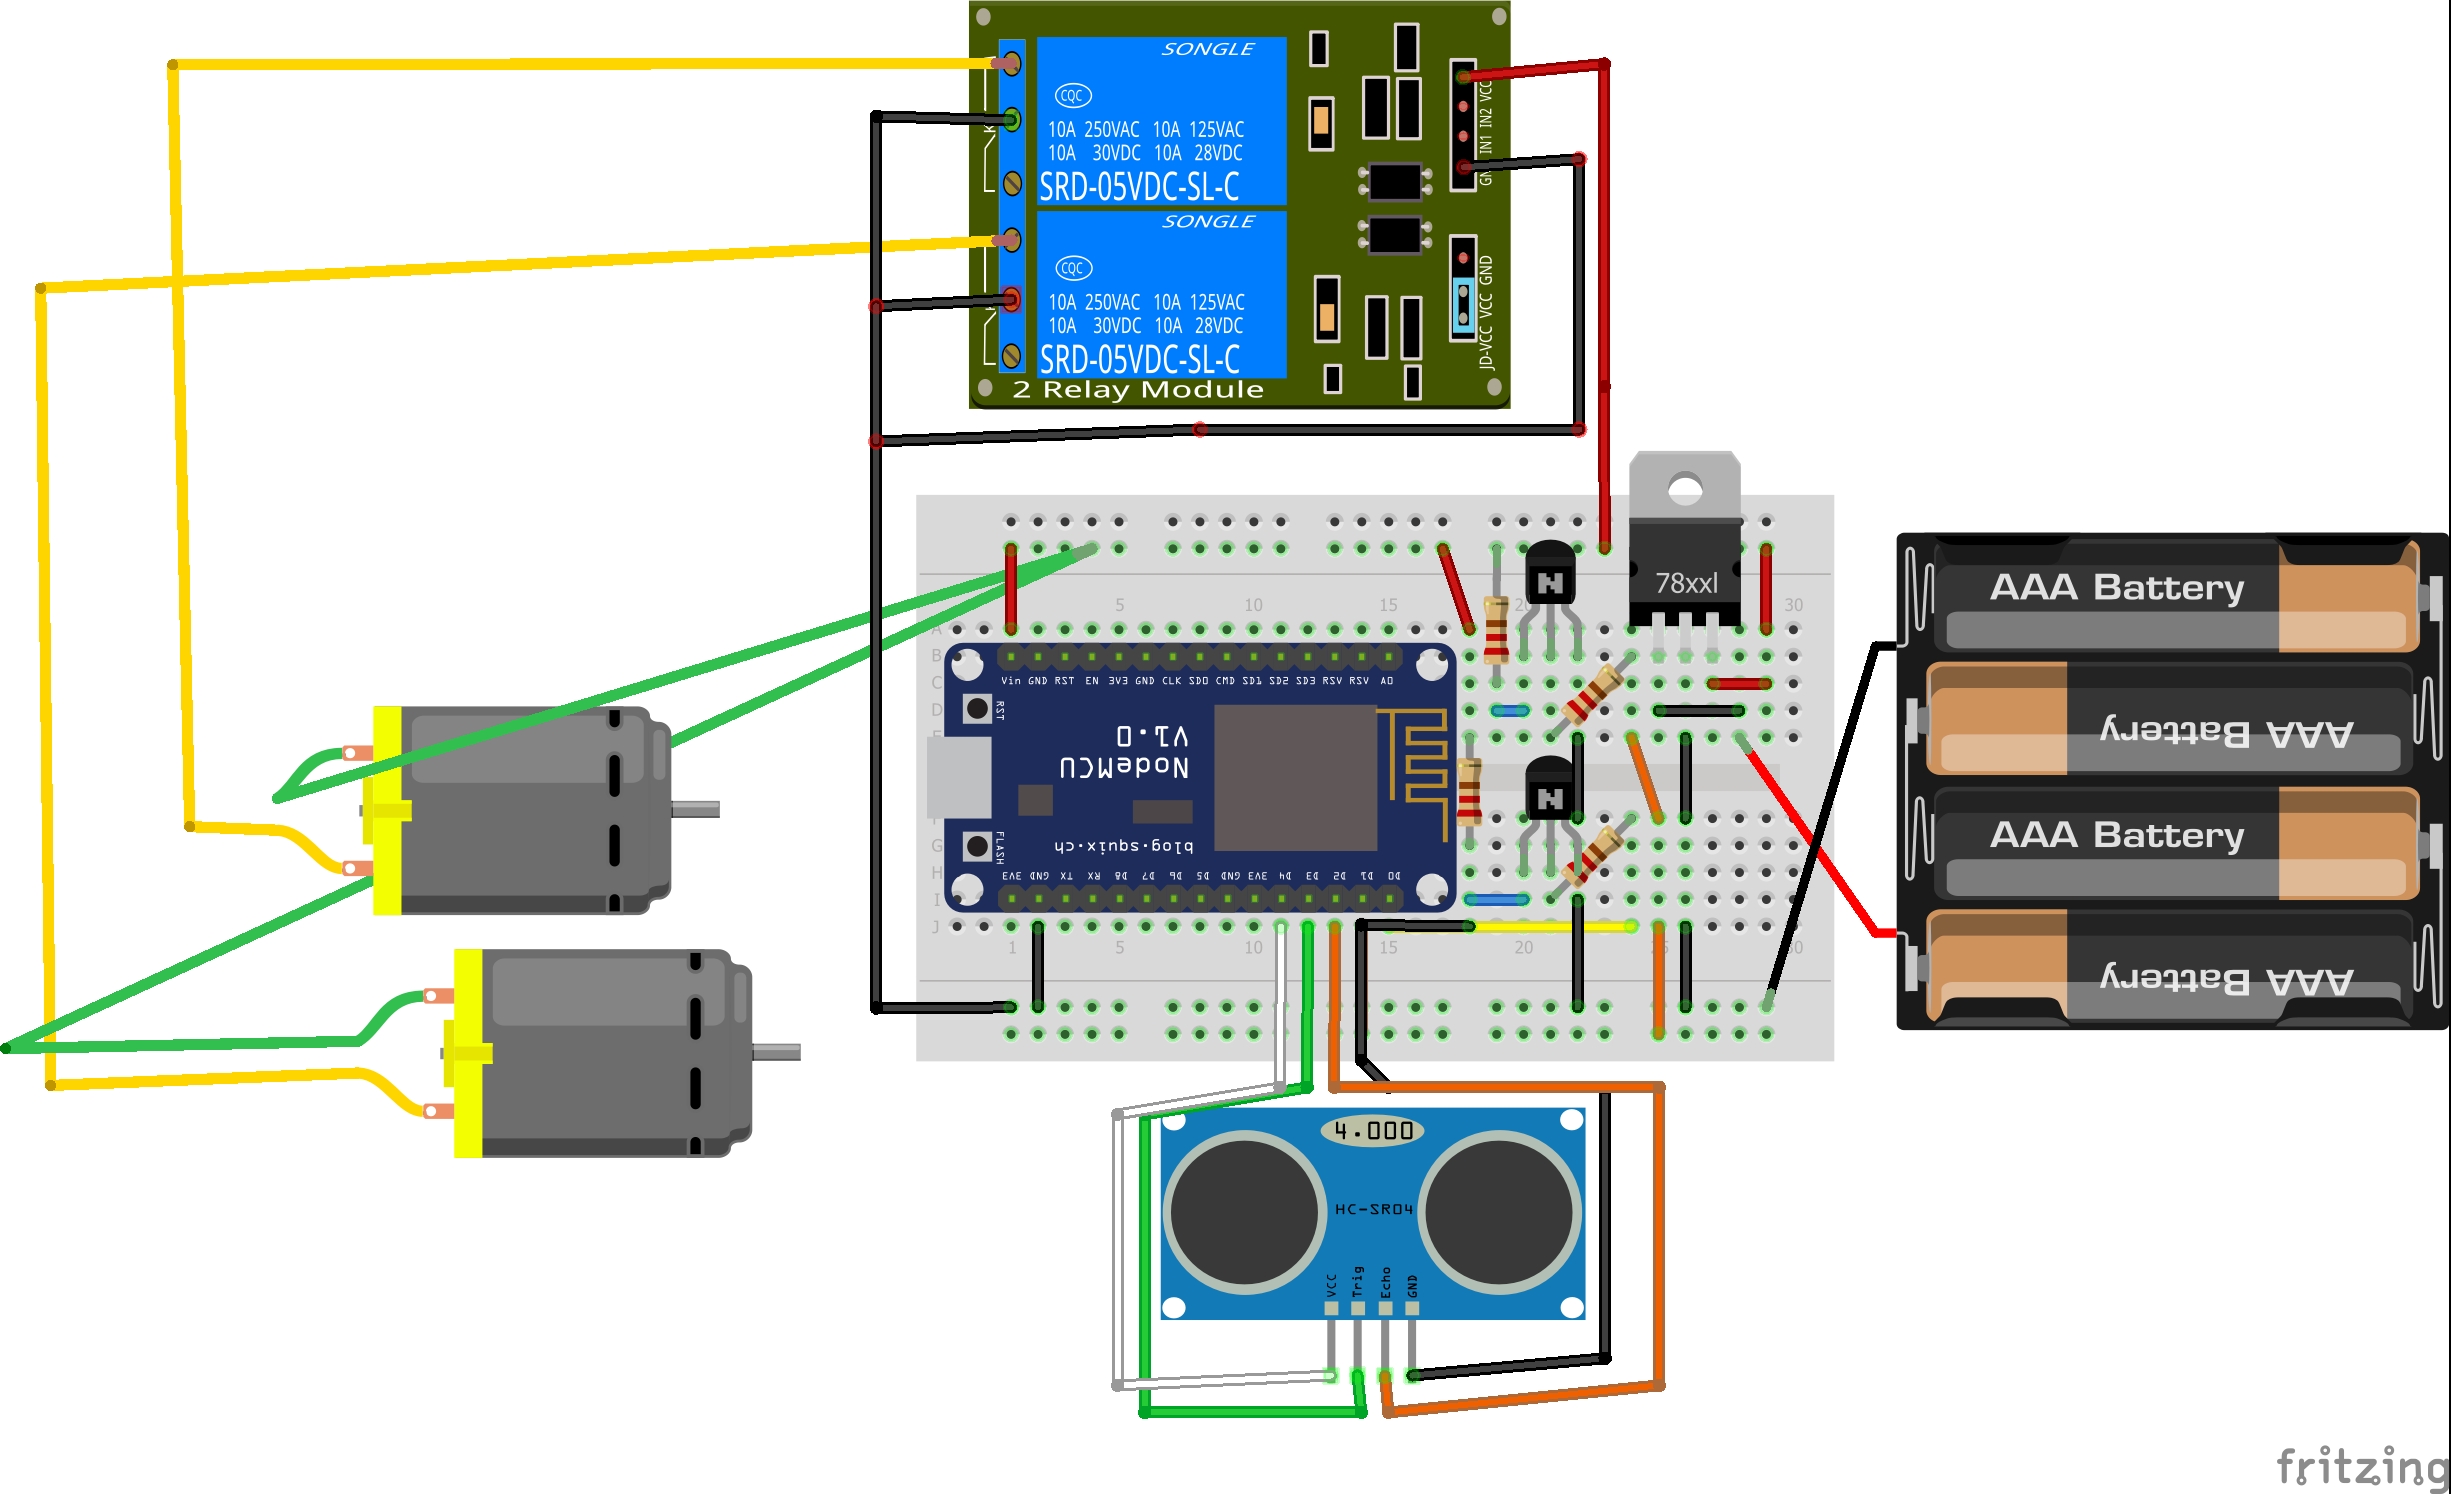 SONGLE
CQC
10A 250VAC 10A 125VAC
10A 30VDC 10A 28VDC
SRD-05VDC-SL-C
SONGLE
CQC
10A 250VAC 10A 125VAC
10A 30VDC 10A 28VDC
SRD-05VDC-SL-C
2 Relay Module
IN1 IN2 VCC
JD-VCC VCC GND
78xxl
5 10 15 30
A
B
C
D
Vin GND RST EN 3V3 GND CLK SD0 CMD SD1 SD2 SD3 RSV RSV A0
RST
NodeMCU
V1.0
FLASH
blog.squix.ch
3V3 GND TX RX D8 D7 D6 D5 GND 3V3 D4 D3 D2 D1 D0
G
H
I
J
1 5 10 15 20
N
N
AAA Battery
AAA Battery
AAA Battery
AAA Battery
4.000
HC-SR04
VCC
Trig
Echo
GND
fritzing